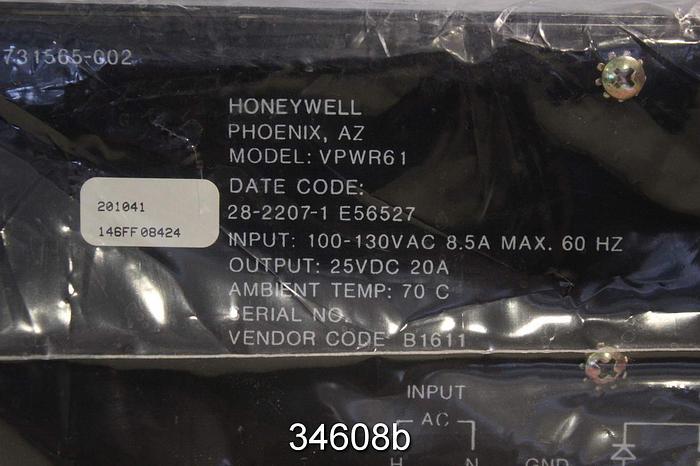 731565-002
HONEYWELL
PHOENIX, AZ
MODEL: VPWR61
DATE CODE:
28-2207-1 E56527
INPUT: 100-130VAC 8.5A MAX. 60 HZ
OUTPUT: 25VDC 20A
AMBIENT TEMP: 70 C
SERIAL NO.
VENDOR CODE B1611
201041
146FF08424
INPUT
AC
H N GND
34608b